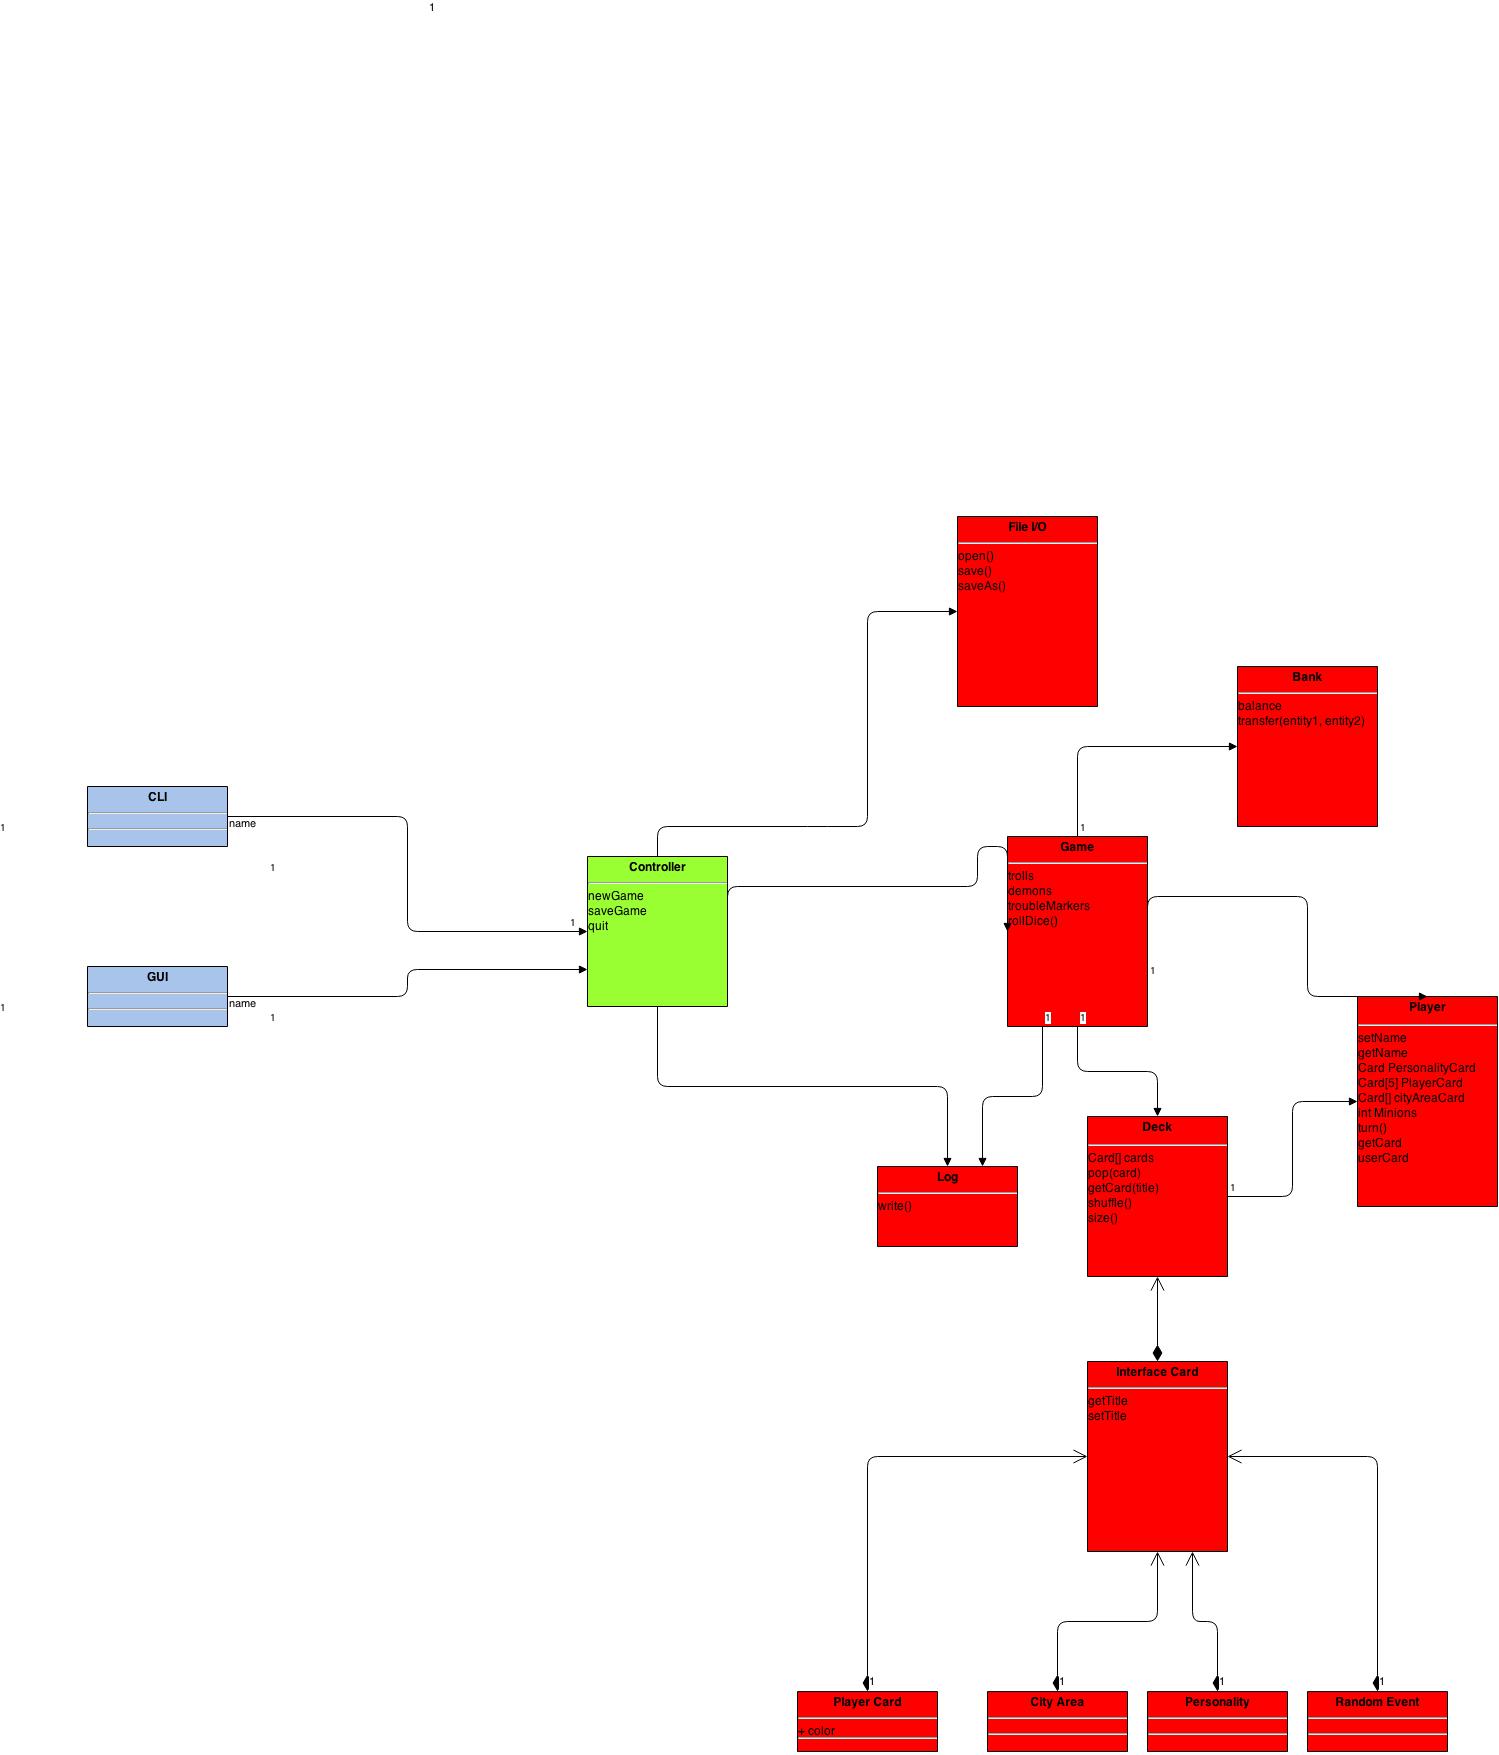 1
File I/O
open()
save()
saveAs()
Bank
balance
transfer(entity1, entity2)
CLI
name
1
1
Controller
newGame
saveGame
quit
1
1
Game
trolls
demons
troubleMarkers
rollDice()
1
1
1
GUI
name
1
1
Player
setName
getName
Card PersonalityCard
Card[5] PlayerCard
Card[] cityAreaCard
int Minions
turn()
getCard
userCard
Deck
Card[] cards
pop(card)
getCard(title)
shuffle()
size()
1
Log
write()
Interface Card
getTitle
setTitle
1
1
1
1
Player Card
+ color
City Area
Personality
Random Event